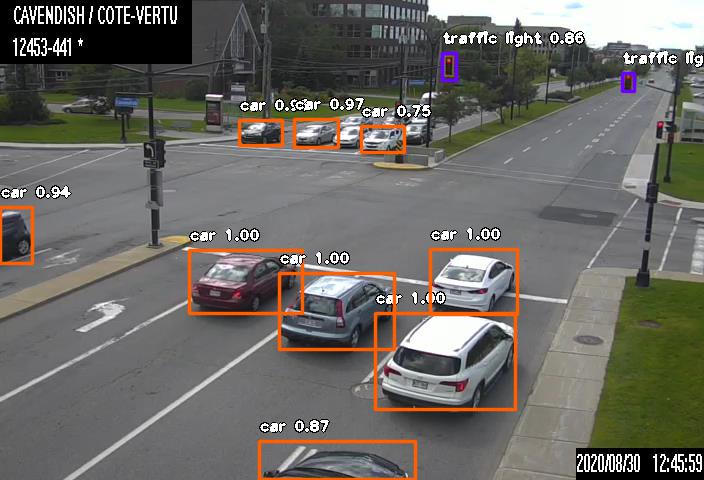 CAVENDISH / COTE-VERTU
12453-441 *
traffic light 0.86
traffic lig
car 0.97
car 0.75
car 0.94
car 1.00
car 1.00
car 1.00
car 1.00
car 0.87
2020/08/30 12:45:59